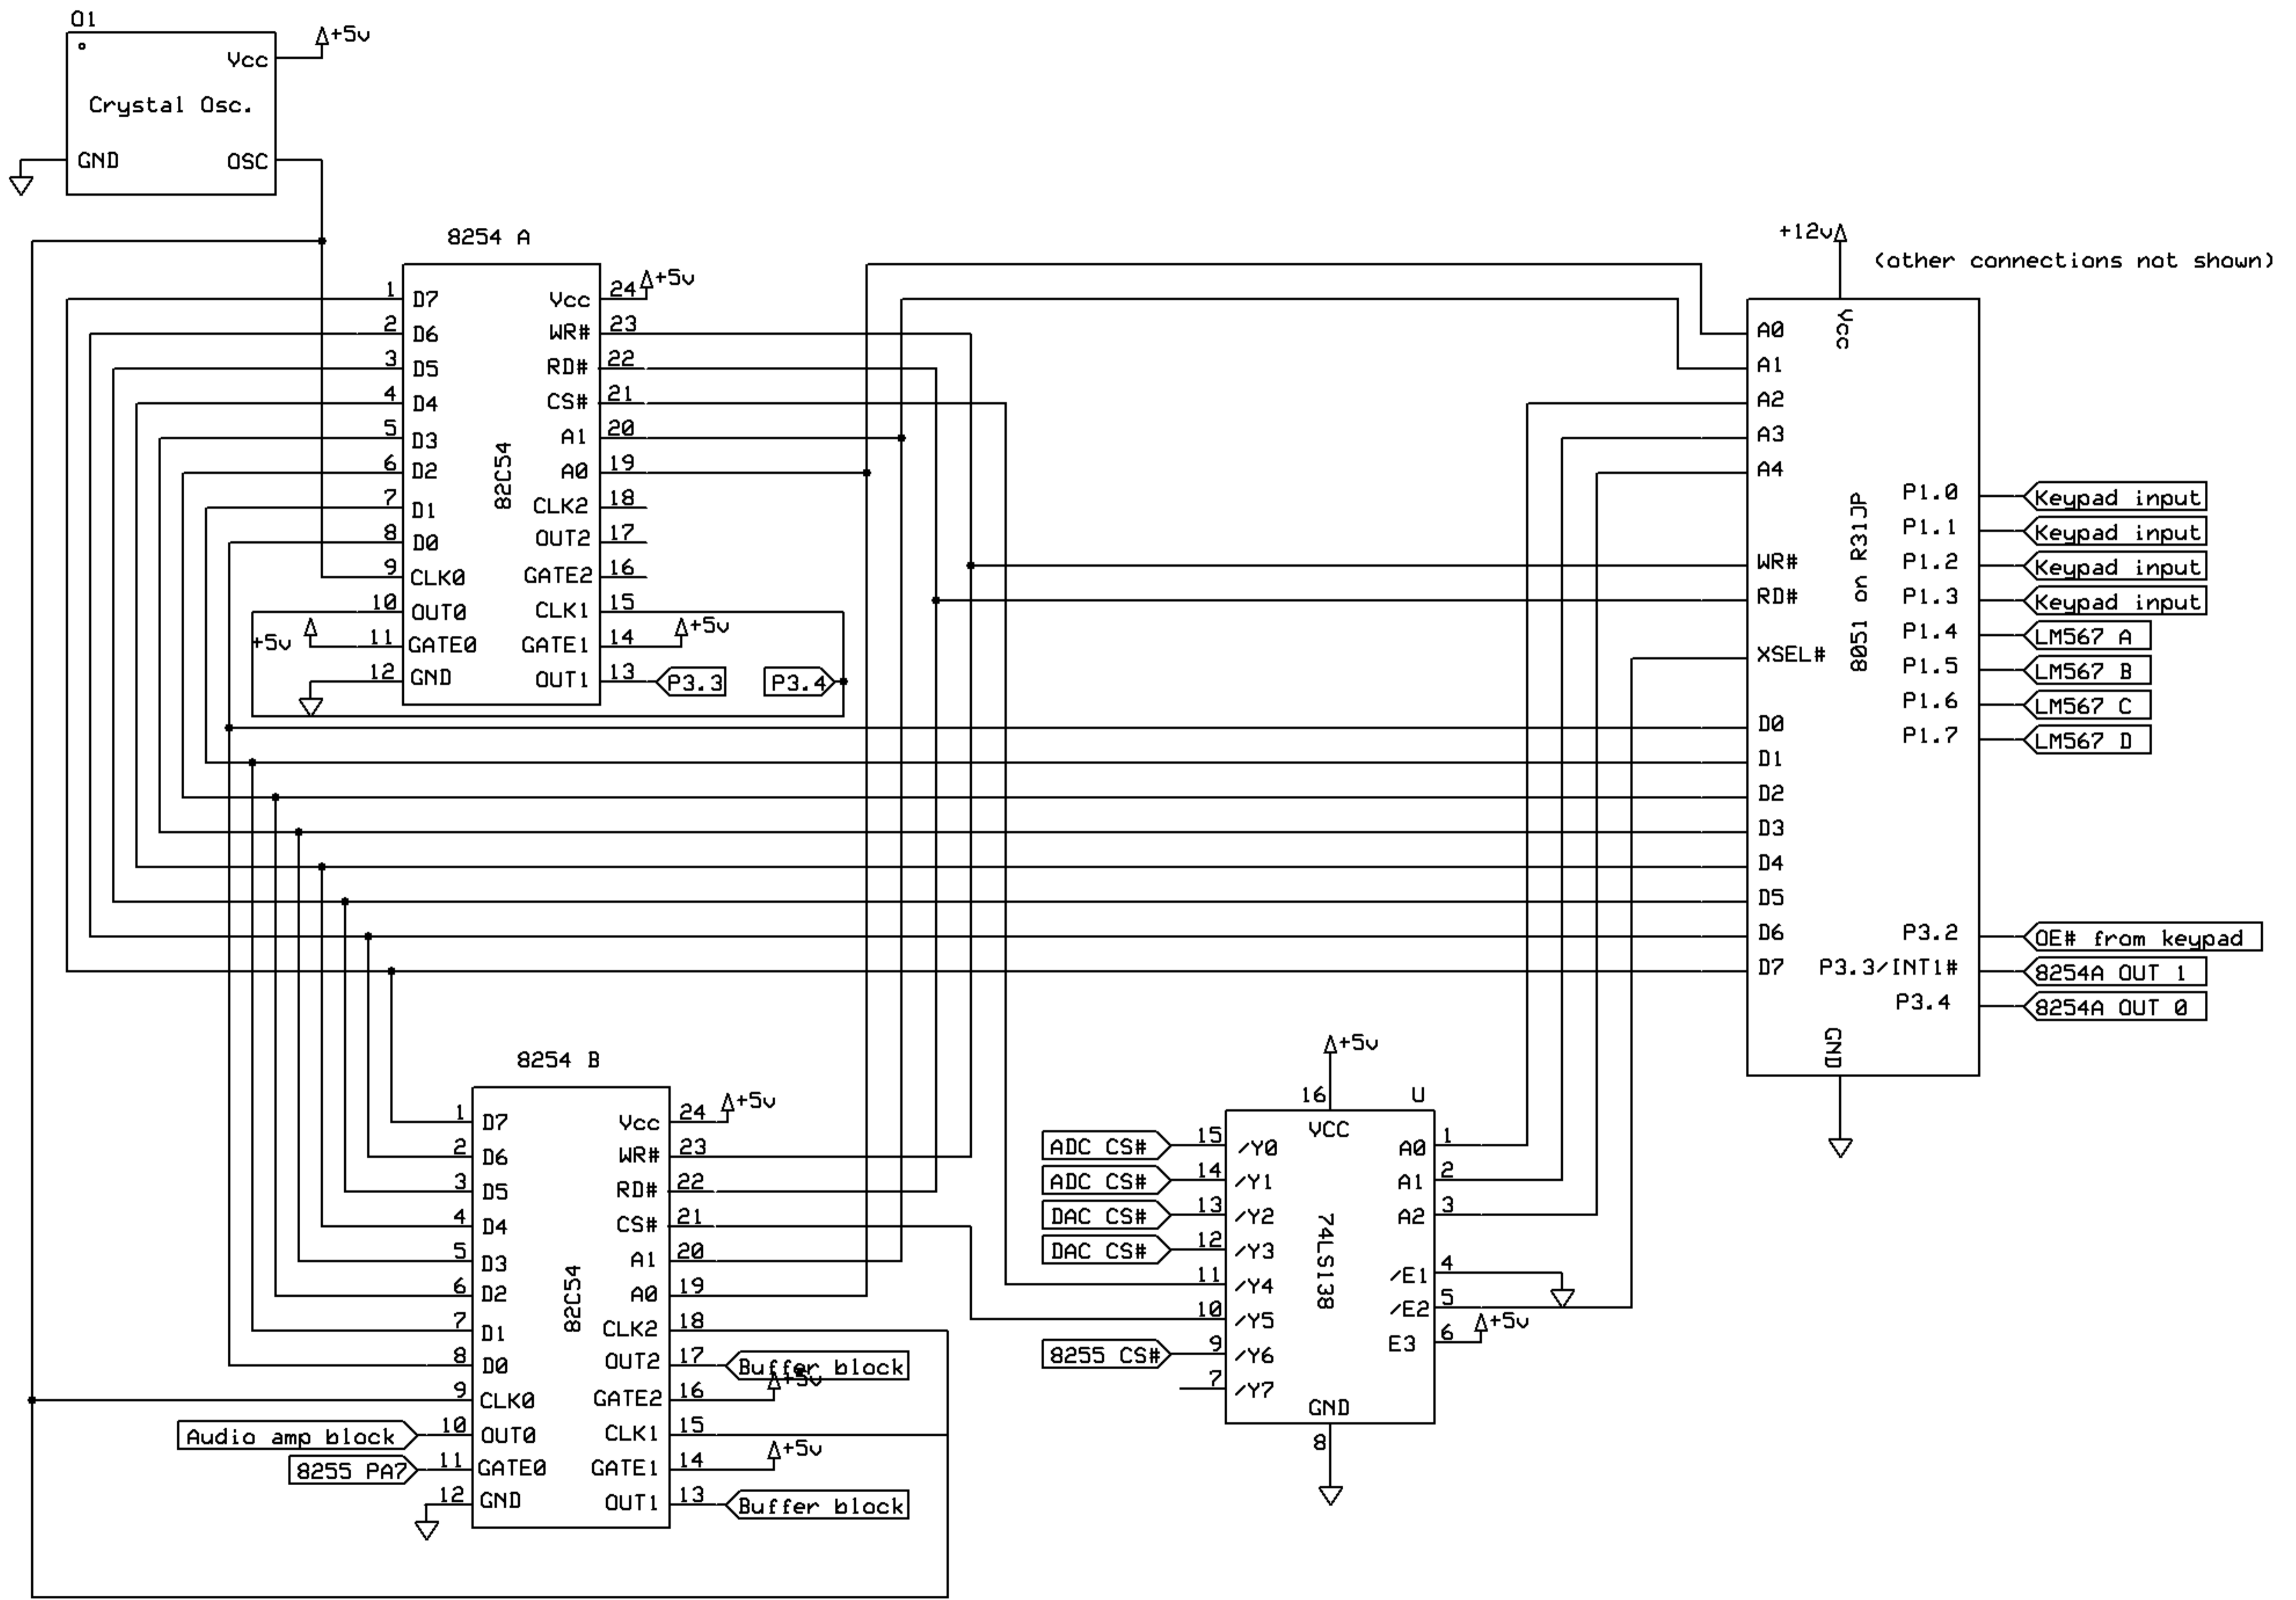 O1
+5v
Vcc
Crystal Osc.
GND OSC
8254 A
1 D7 Vcc 24 +5v
2 D6 WR# 23
3 D5 RD# 22
4 D4 CS# 21
5 D3 A1 20
6 D2 A0 19
7 D1 CLK2 18
8 D0 OUT2 17
9 CLK0 GATE2 16
10 OUT0 CLK1 15
+5v 11 GATE0 GATE1 14 +5v
12 GND OUT1 13 P3.3 P3.4
82C54
+12v
(other connections not shown)
Vcc
A0
A1
A2
A3
A4
P1.0 Keypad input
P1.1 Keypad input
WR# P1.2 Keypad input
RD# P1.3 Keypad input
P1.4 LM567 A
XSEL# P1.5 LM567 B
P1.6 LM567 C
D0 P1.7 LM567 D
D1
D2
D3
D4
D5
D6 P3.2 OE# from keypad
D7 P3.3/INT1# 8254A OUT 1
P3.4 8254A OUT 0
GND
8051 on R31JP
8254 B
1 D7 Vcc 24 +5v
2 D6 WR# 23
3 D5 RD# 22
4 D4 CS# 21
5 D3 A1 20
6 D2 A0 19
7 D1 CLK2 18
8 D0 OUT2 17 Buffer block
9 CLK0 GATE2 16 +5v
Audio amp block 10 OUT0 CLK1 15
8255 PA7 11 GATE0 GATE1 14 +5v
12 GND OUT1 13 Buffer block
82C54
+5v
16 U
VCC
ADC CS# 15 /Y0 A0 1
ADC CS# 14 /Y1 A1 2
DAC CS# 13 /Y2 A2 3
DAC CS# 12 /Y3
11 /Y4 /E1 4
10 /Y5 /E2 5
8255 CS# 9 /Y6 E3 6 +5v
7 /Y7
GND
8
74LS138